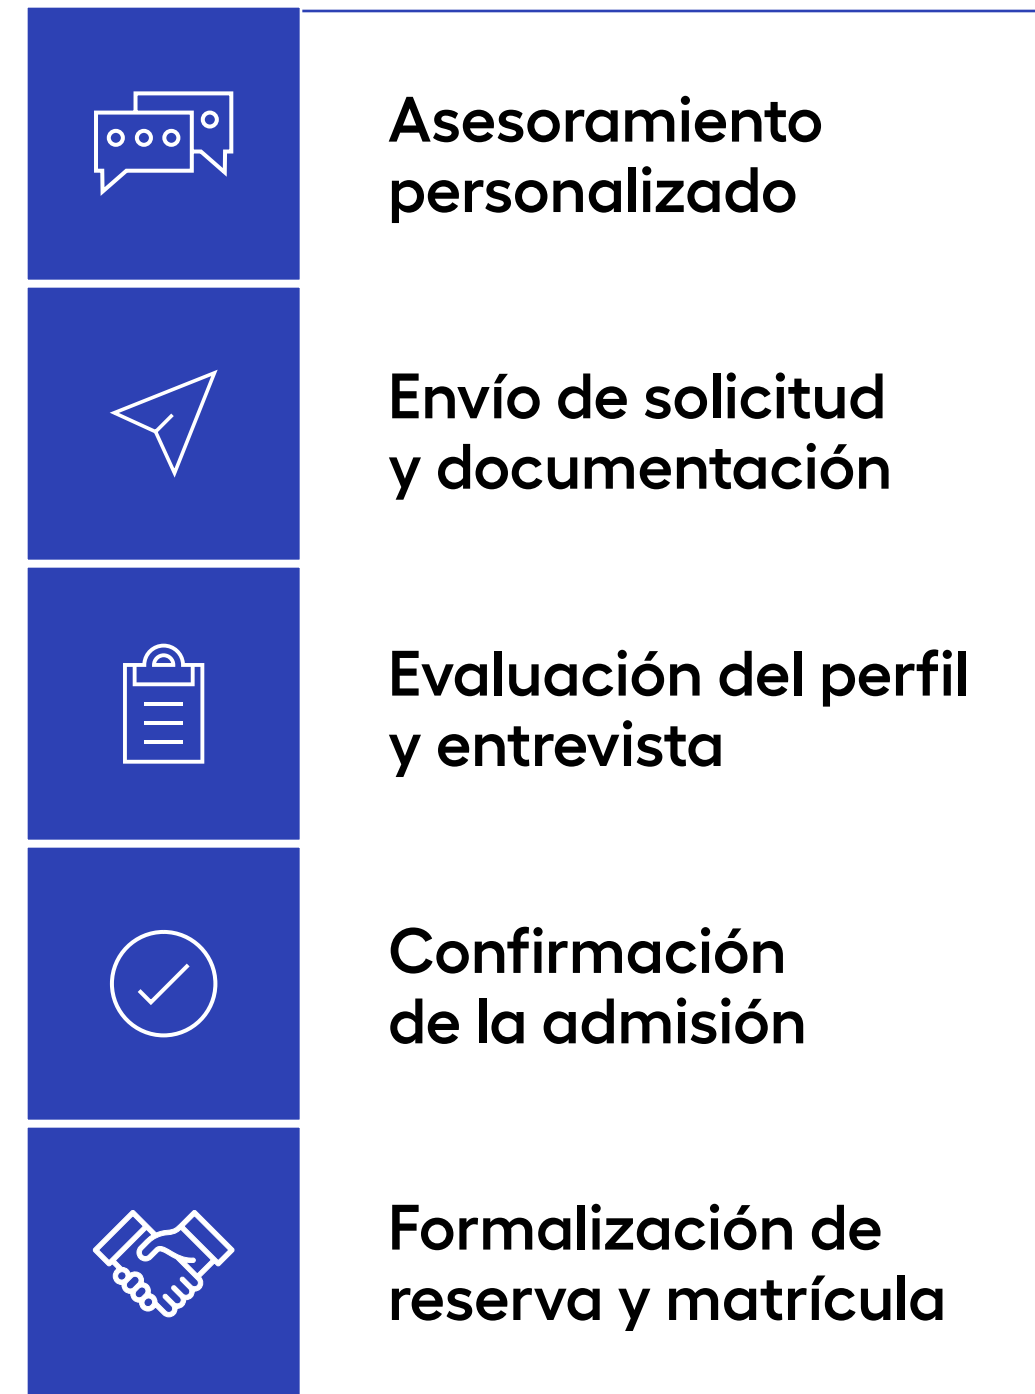 Asesoramiento
personalizado
Envío de solicitud
y documentación
Evaluación del perfil
y entrevista
Confirmación
de la admisión
Formalización de
reserva y matrícula